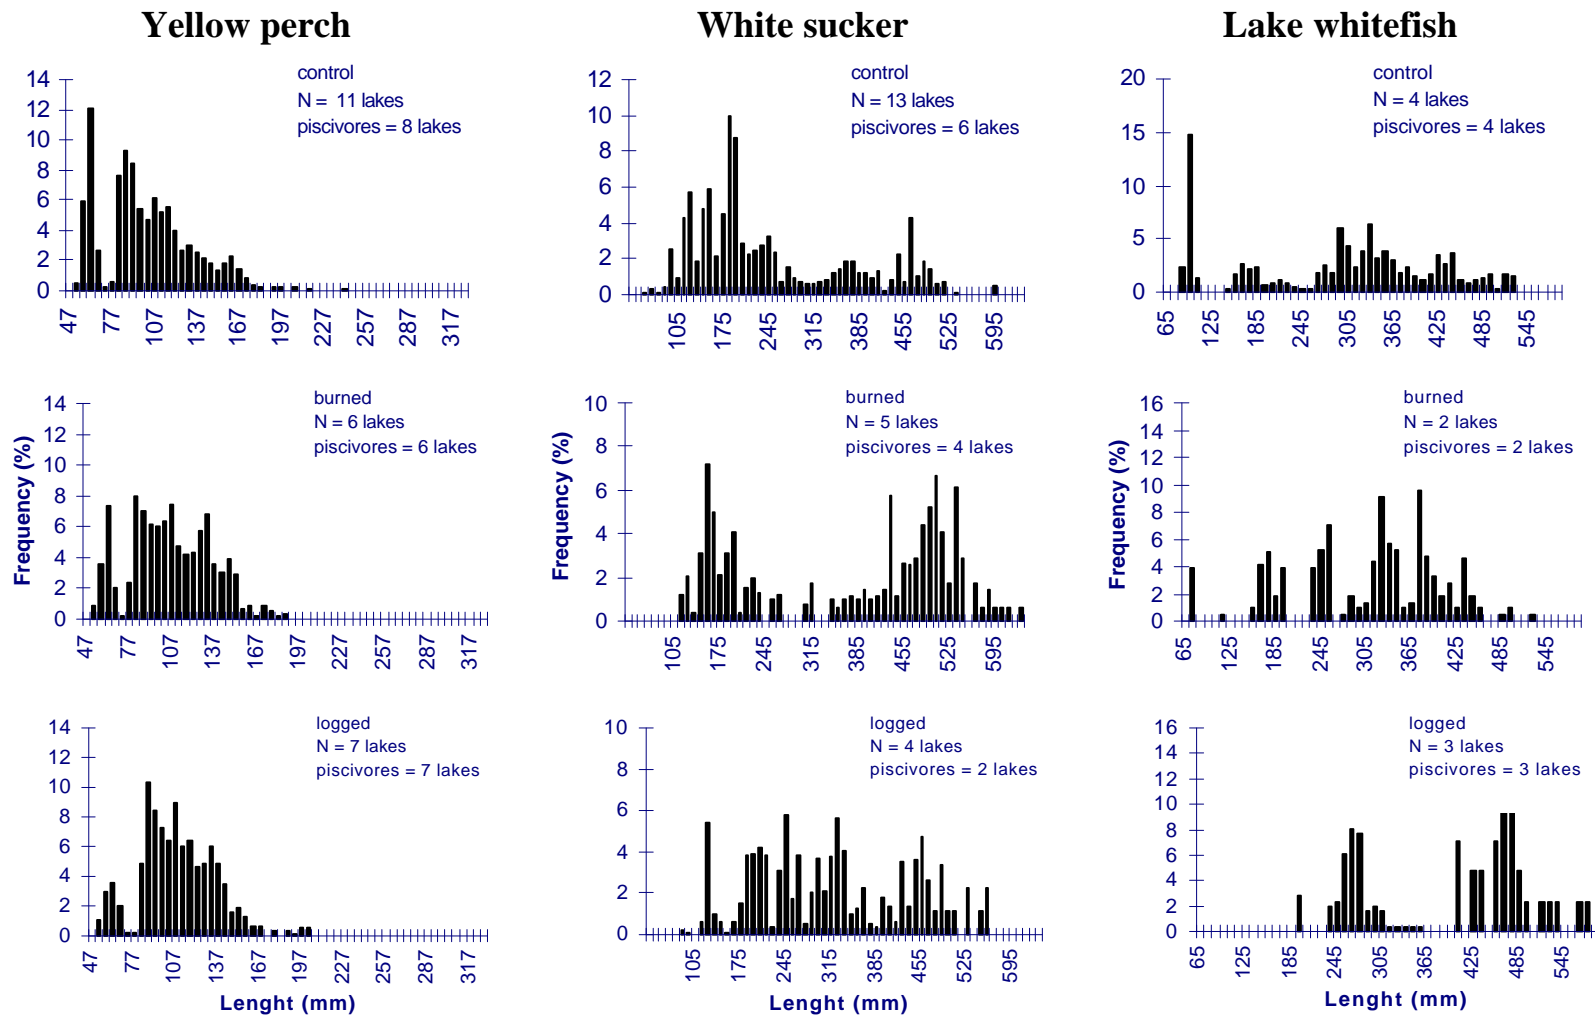 Yellow perch
White sucker
Lake whitefish
control
N = 11 lakes
piscivores = 8 lakes
14
12
10
8
6
4
2
0
47 77 107 137 167 197 227 257 287 317
control
N = 13 lakes
piscivores = 6 lakes
12
10
8
6
4
2
0
105 175 245 315 385 455 525 595
control
N = 4 lakes
piscivores = 4 lakes
20
15
10
5
0
65 125 185 245 305 365 425 485 545
burned
N = 6 lakes
piscivores = 6 lakes
Frequency (%)
14
12
10
8
6
4
2
0
47 77 107 137 167 197 227 257 287 317
burned
N = 5 lakes
piscivores = 4 lakes
Frequency (%)
10
8
6
4
2
0
105 175 245 315 385 455 525 595
burned
N = 2 lakes
piscivores = 2 lakes
Frequency (%)
16
14
12
10
8
6
4
2
0
65 125 185 245 305 365 425 485 545
logged
N = 7 lakes
piscivores = 7 lakes
14
12
10
8
6
4
2
0
47 77 107 137 167 197 227 257 287 317
Lenght (mm)
logged
N = 4 lakes
piscivores = 2 lakes
10
8
6
4
2
0
105 175 245 315 385 455 525 595
Lenght (mm)
logged
N = 3 lakes
piscivores = 3 lakes
16
14
12
10
8
6
4
2
0
65 125 185 245 305 365 425 485 545
Lenght (mm)